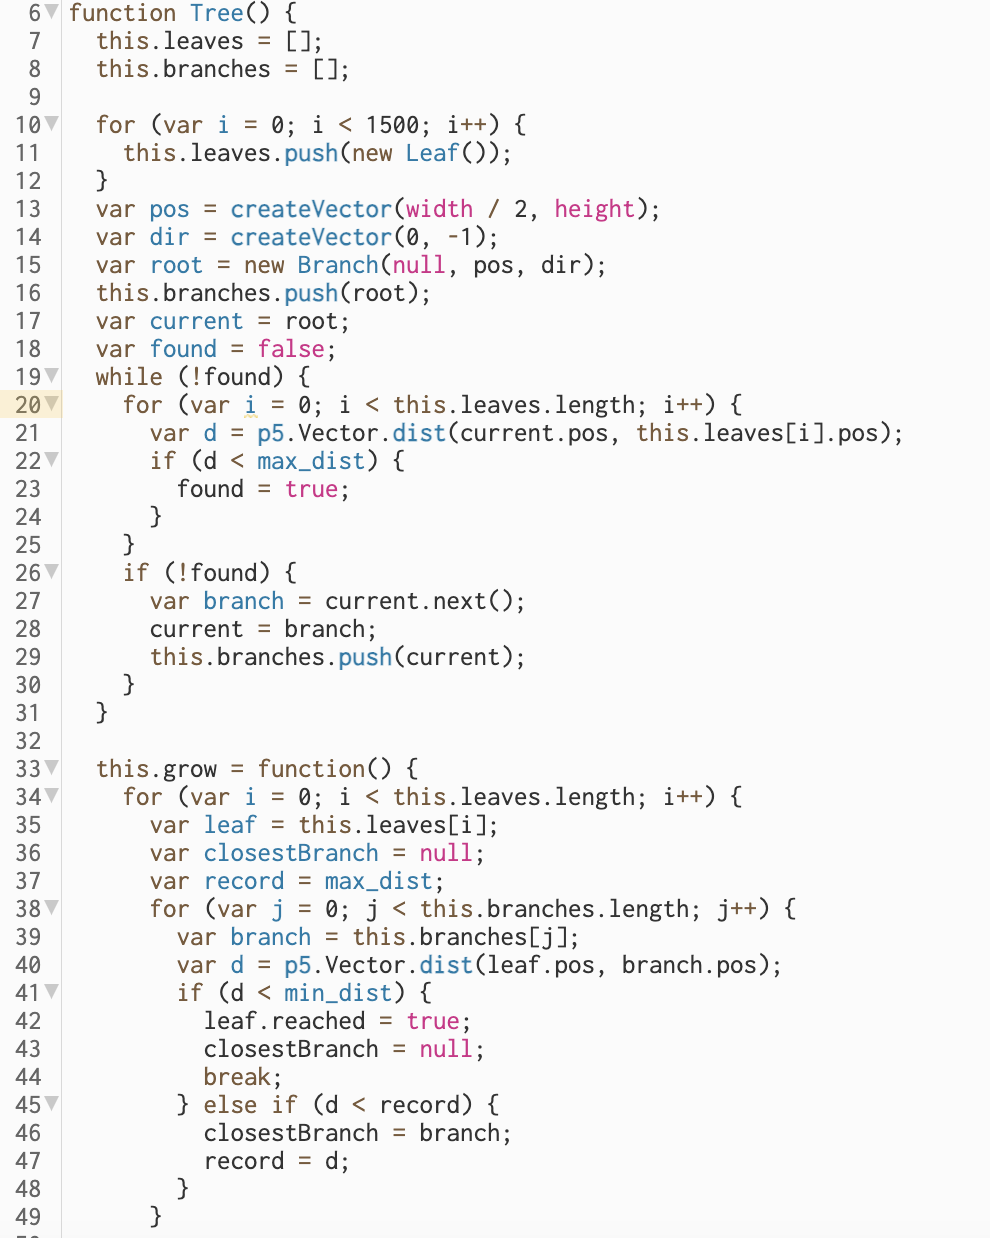 6 function Tree() {
7   this.leaves = [];
8   this.branches = [];
9
10   for (var i = 0; i < 1500; i++) {
11     this.leaves.push(new Leaf());
12   }
13   var pos = createVector(width / 2, height);
14   var dir = createVector(0, -1);
15   var root = new Branch(null, pos, dir);
16   this.branches.push(root);
17   var current = root;
18   var found = false;
19   while (!found) {
20     for (var i = 0; i < this.leaves.length; i++) {
21       var d = p5.Vector.dist(current.pos, this.leaves[i].pos);
22       if (d < max_dist) {
23         found = true;
24       }
25     }
26     if (!found) {
27       var branch = current.next();
28       current = branch;
29       this.branches.push(current);
30     }
31   }
32
33   this.grow = function() {
34     for (var i = 0; i < this.leaves.length; i++) {
35       var leaf = this.leaves[i];
36       var closestBranch = null;
37       var record = max_dist;
38       for (var j = 0; j < this.branches.length; j++) {
39         var branch = this.branches[j];
40         var d = p5.Vector.dist(leaf.pos, branch.pos);
41         if (d < min_dist) {
42           leaf.reached = true;
43           closestBranch = null;
44           break;
45         } else if (d < record) {
46           closestBranch = branch;
47           record = d;
48         }
49       }